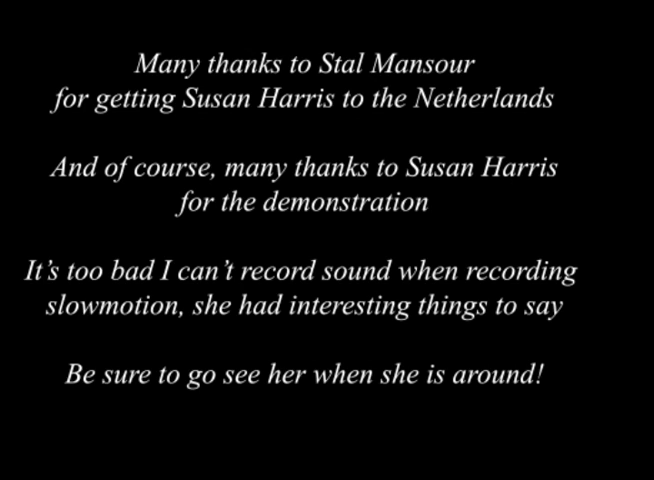 Many thanks to Stal Mansour
for getting Susan Harris to the Netherlands
And of course, many thanks to Susan Harris
for the demonstration
It's too bad I can't record sound when recording
slowmotion, she had interesting things to say
Be sure to go see her when she is around!